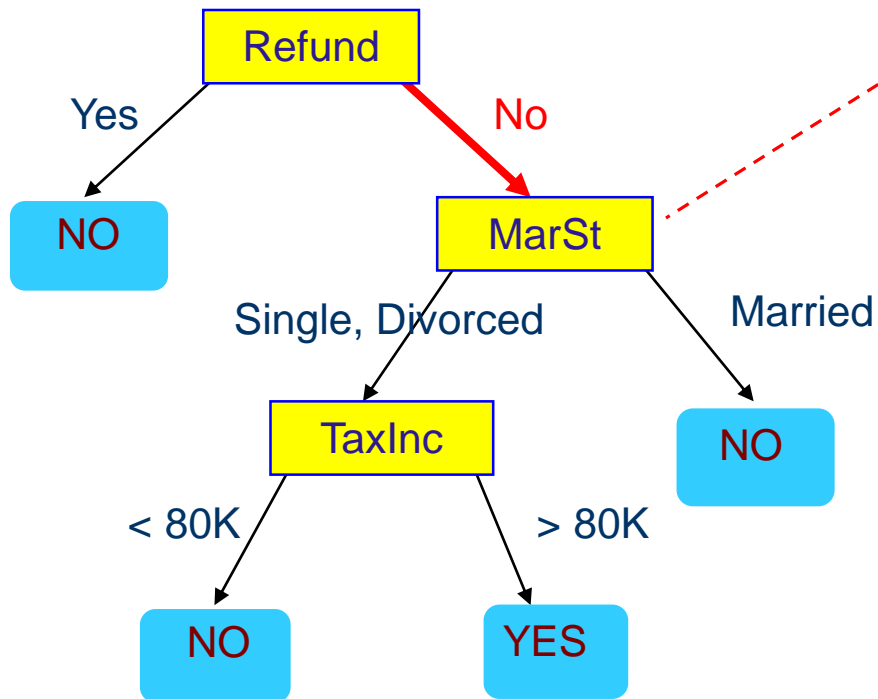 Refund
Yes
No
NO
MarSt
Single, Divorced
Married
TaxInc
NO
< 80K
> 80K
NO
YES